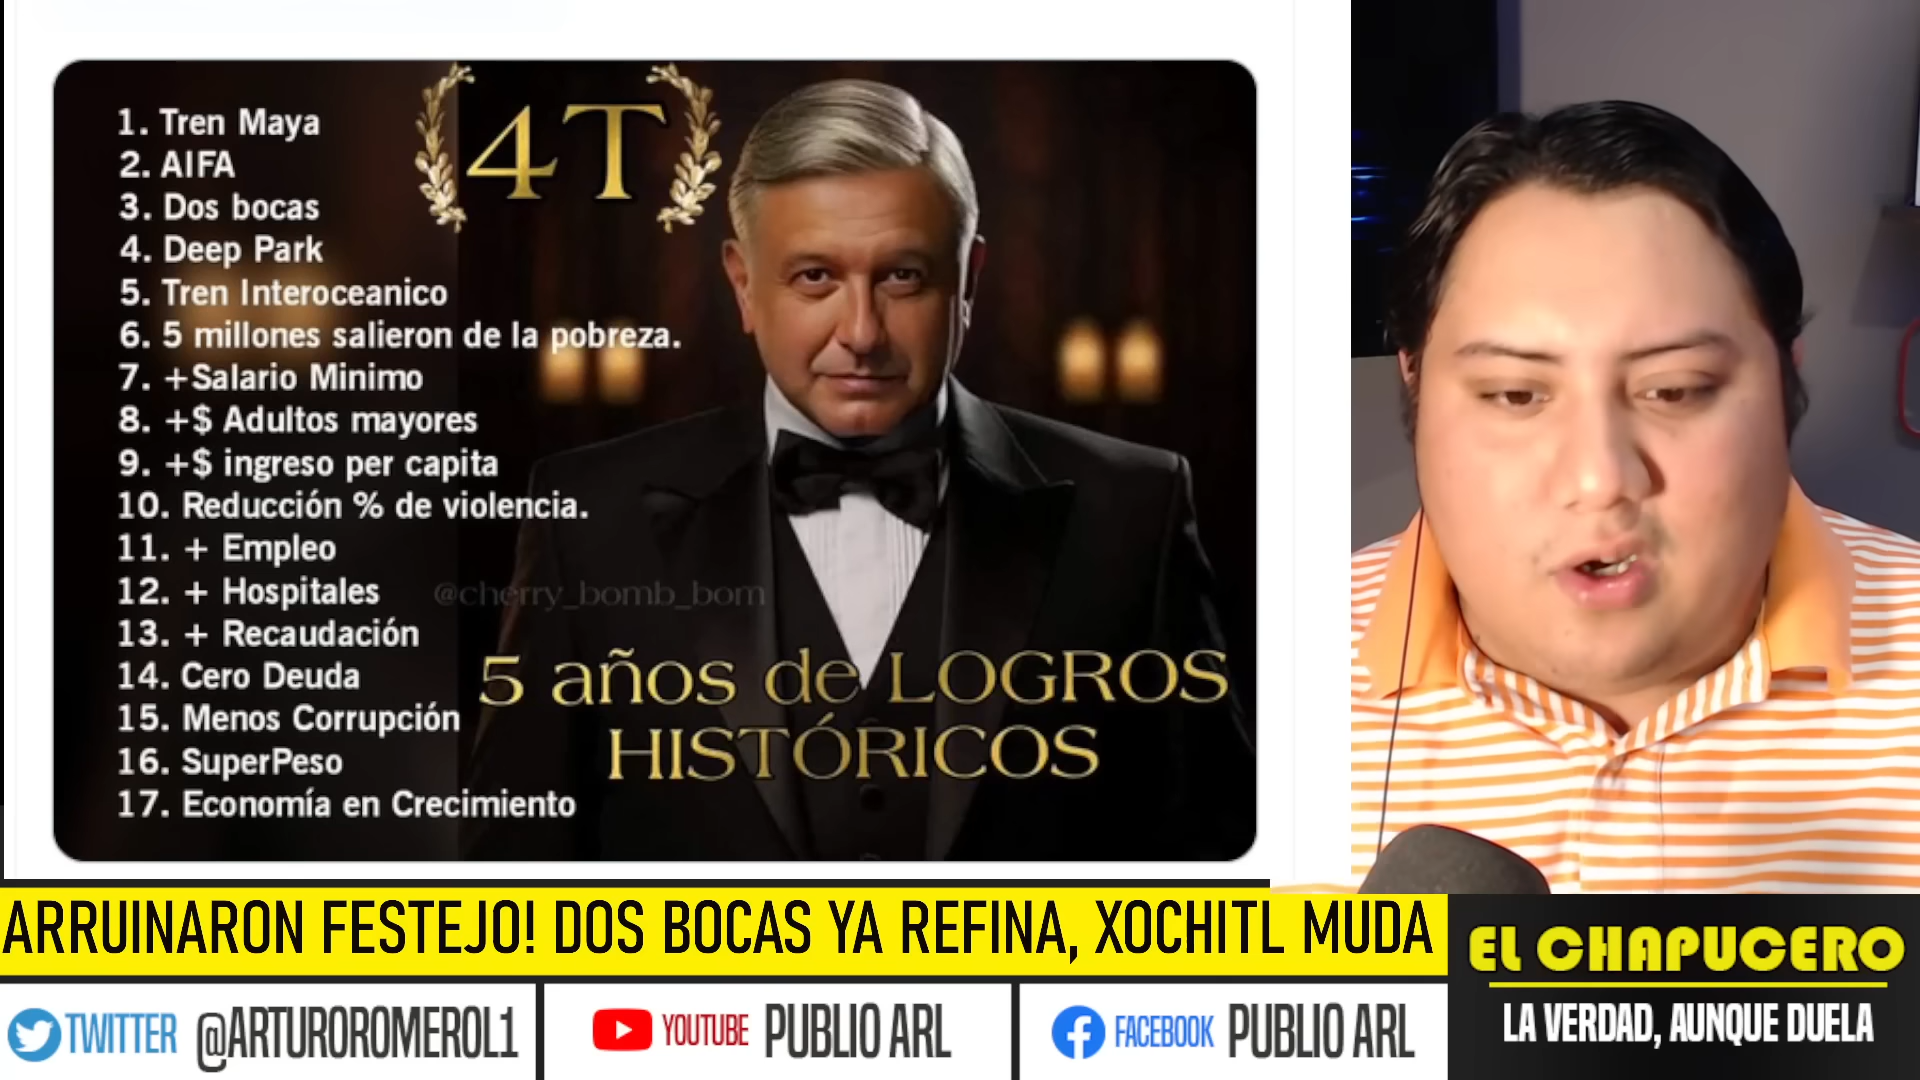 4T
1. Tren Maya
2. AIFA
3. Dos bocas
4. Deep Park
5. Tren Interoceanico
6. 5 millones salieron de la pobreza.
7. +Salario Minimo
8. +$ Adultos mayores
9. +$ ingreso per capita
10. Reducción % de violencia.
11. + Empleo
12. + Hospitales
13. + Recaudación
14. Cero Deuda
15. Menos Corrupción
16. SuperPeso
17. Economía en Crecimiento
@cherry_bomb_bom
5 años de LOGROS
HISTÓRICOS
ARRUINARON FESTEJO! DOS BOCAS YA REFINA, XOCHITL MUDA
EL CHAPUCERO
LA VERDAD, AUNQUE DUELA
TWITTER @ARTUROROMEROL1
YOUTUBE PUBLIO ARL
FACEBOOK PUBLIO ARL